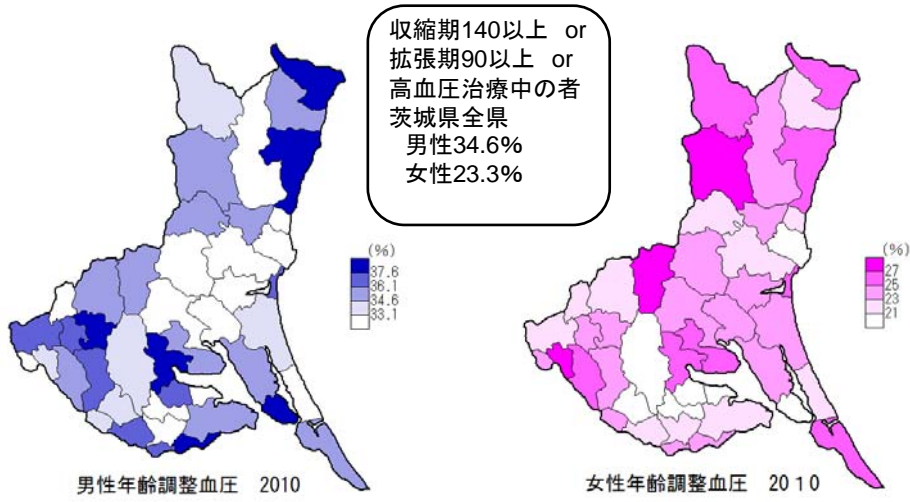 収縮期140以上 or
拡張期90以上 or
高血圧治療中の者
茨城県全県
男性34.6%
女性23.3%
(%)
37.6
36.1
34.6
33.1
(%)
27
25
23
21
男性年齢調整血圧 2010
女性年齢調整血圧 2010